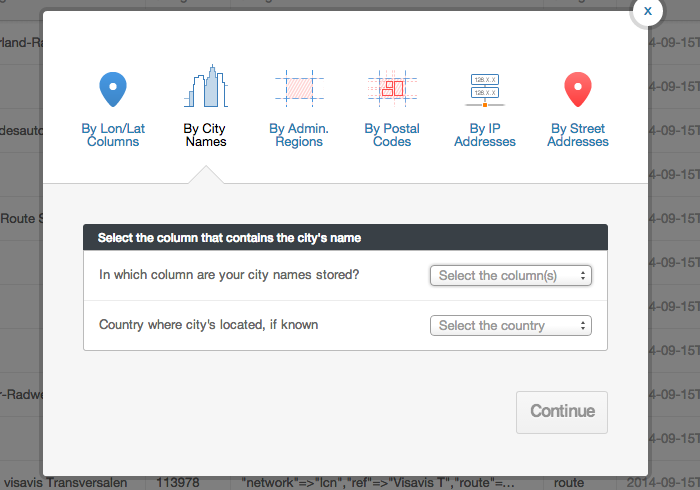 x
rland-Ra
4-09-15T
126.X.X
126.X.X
By Lon/Lat
Columns
By City
Names
By Admin.
Regions
By Postal
Codes
By IP
Addresses
By Street
Addresses
4-09-15T
desauto
4-09-15T
4-09-15T
Route S
4-09-15T
Select the column that contains the city's name
In which column are your city names stored?
Select the column(s)
4-09-15T
4-09-15T
Country where city's located, if known
Select the country
4-09-15T
r-Radwe
4-09-15T
Continue
4-09-15T
visavis Transversalen
113978
"network"=>"lcn","ref"=>"Visavis T","route"=...
route
2014-09-15T